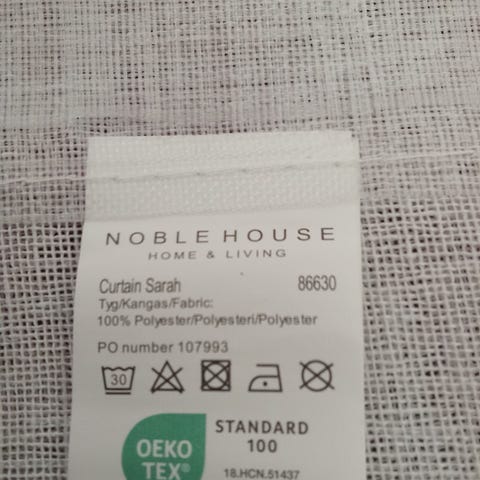 NOBLE HOUSE
HOME & LIVING
Curtain Sarah 86630
Tyg/Kangas/Fabric:
100% Polyester/Polyesteri/Polyester
PO number 107993
30
OEKO
TEX®
STANDARD
100
18.HCN.51437